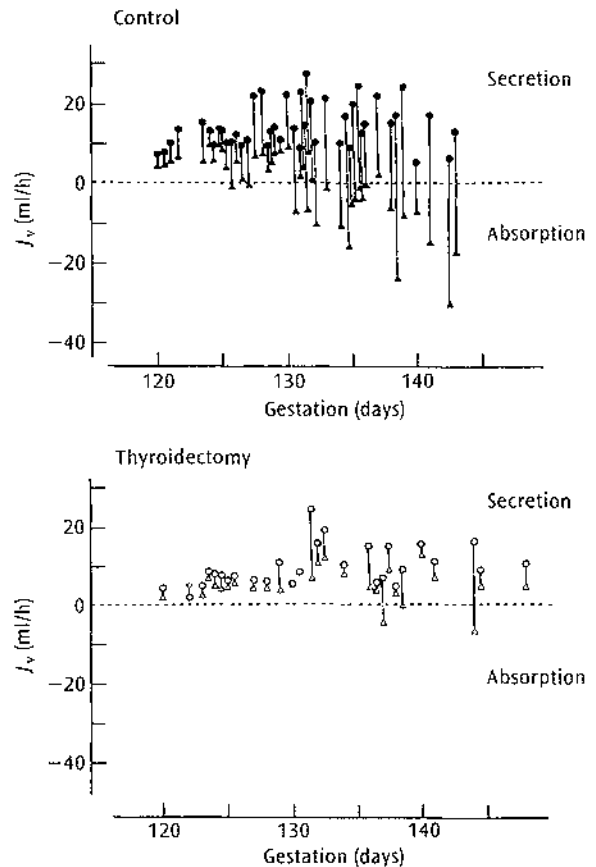 Control
Secretion
20
0
−20
−40
Jv (ml/h)
Absorption
120 130 140
Gestation (days)
Thyroidectomy
Secretion
20
0
−20
−40
Jv (ml/h)
Absorption
120 130 140
Gestation (days)